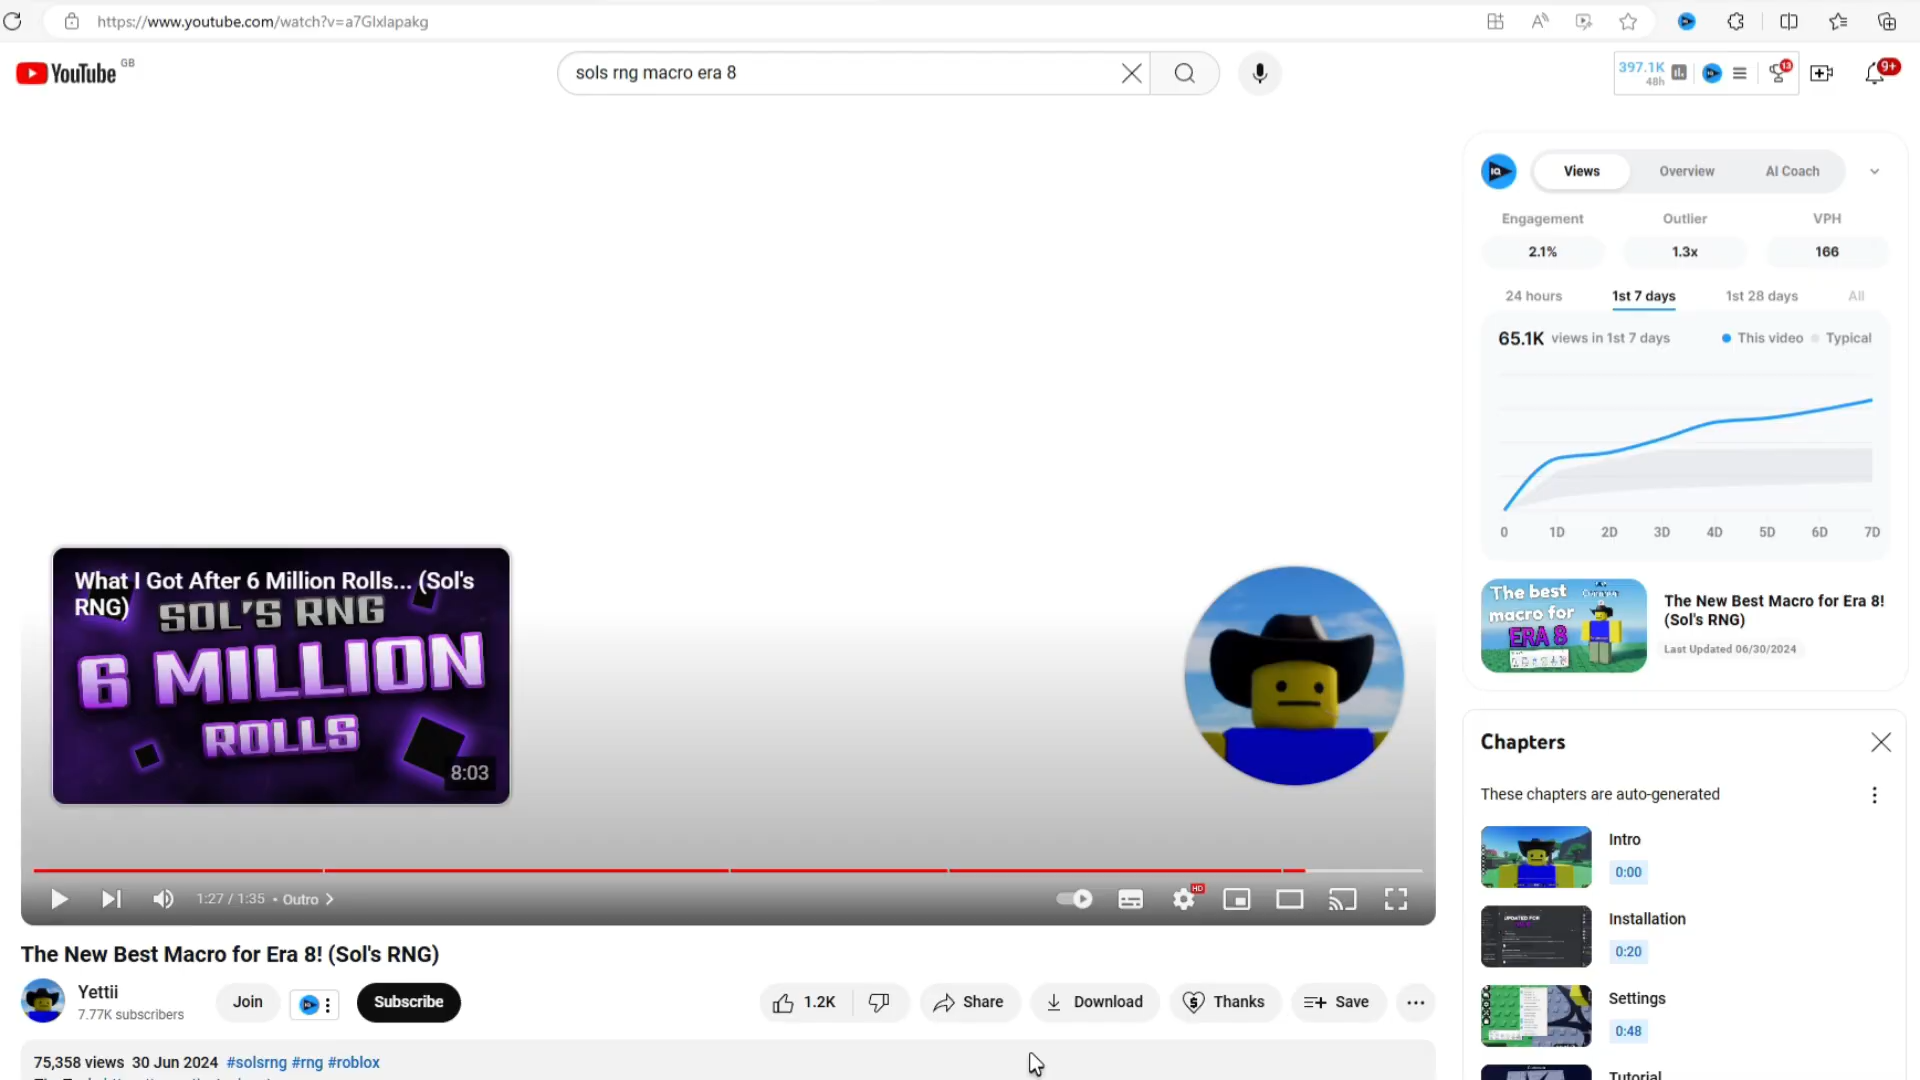 https://www.youtube.com/watch?v=a7GlxIapakg
YouTube GB
sols rng macro era 8
397.1K
48h
13
9+
Views
Overview
AI Coach
Engagement
Outlier
VPH
2.1%
1.3x
166
24 hours
1st 7 days
1st 28 days
All
65.1K views in 1st 7 days
This video
Typical
0 1D 2D 3D 4D 5D 6D 7D
The best
macro for
ERA 8
The New Best Macro for Era 8!
(Sol's RNG)
Last Updated 06/30/2024
What I Got After 6 Million Rolls... (Sol's
RNG)
SOL'S RNG
6 MILLION
ROLLS
8:03
1:27 / 1:35 • Outro
HD
The New Best Macro for Era 8! (Sol's RNG)
Yettii
7.77K subscribers
Join
Subscribe
1.2K
Share
Download
Thanks
Save
75,358 views 30 Jun 2024 #solsrng #rng #roblox
Chapters
These chapters are auto-generated
Intro
0:00
UPDATED FOR
Installation
0:20
Settings
0:48
Tutorial